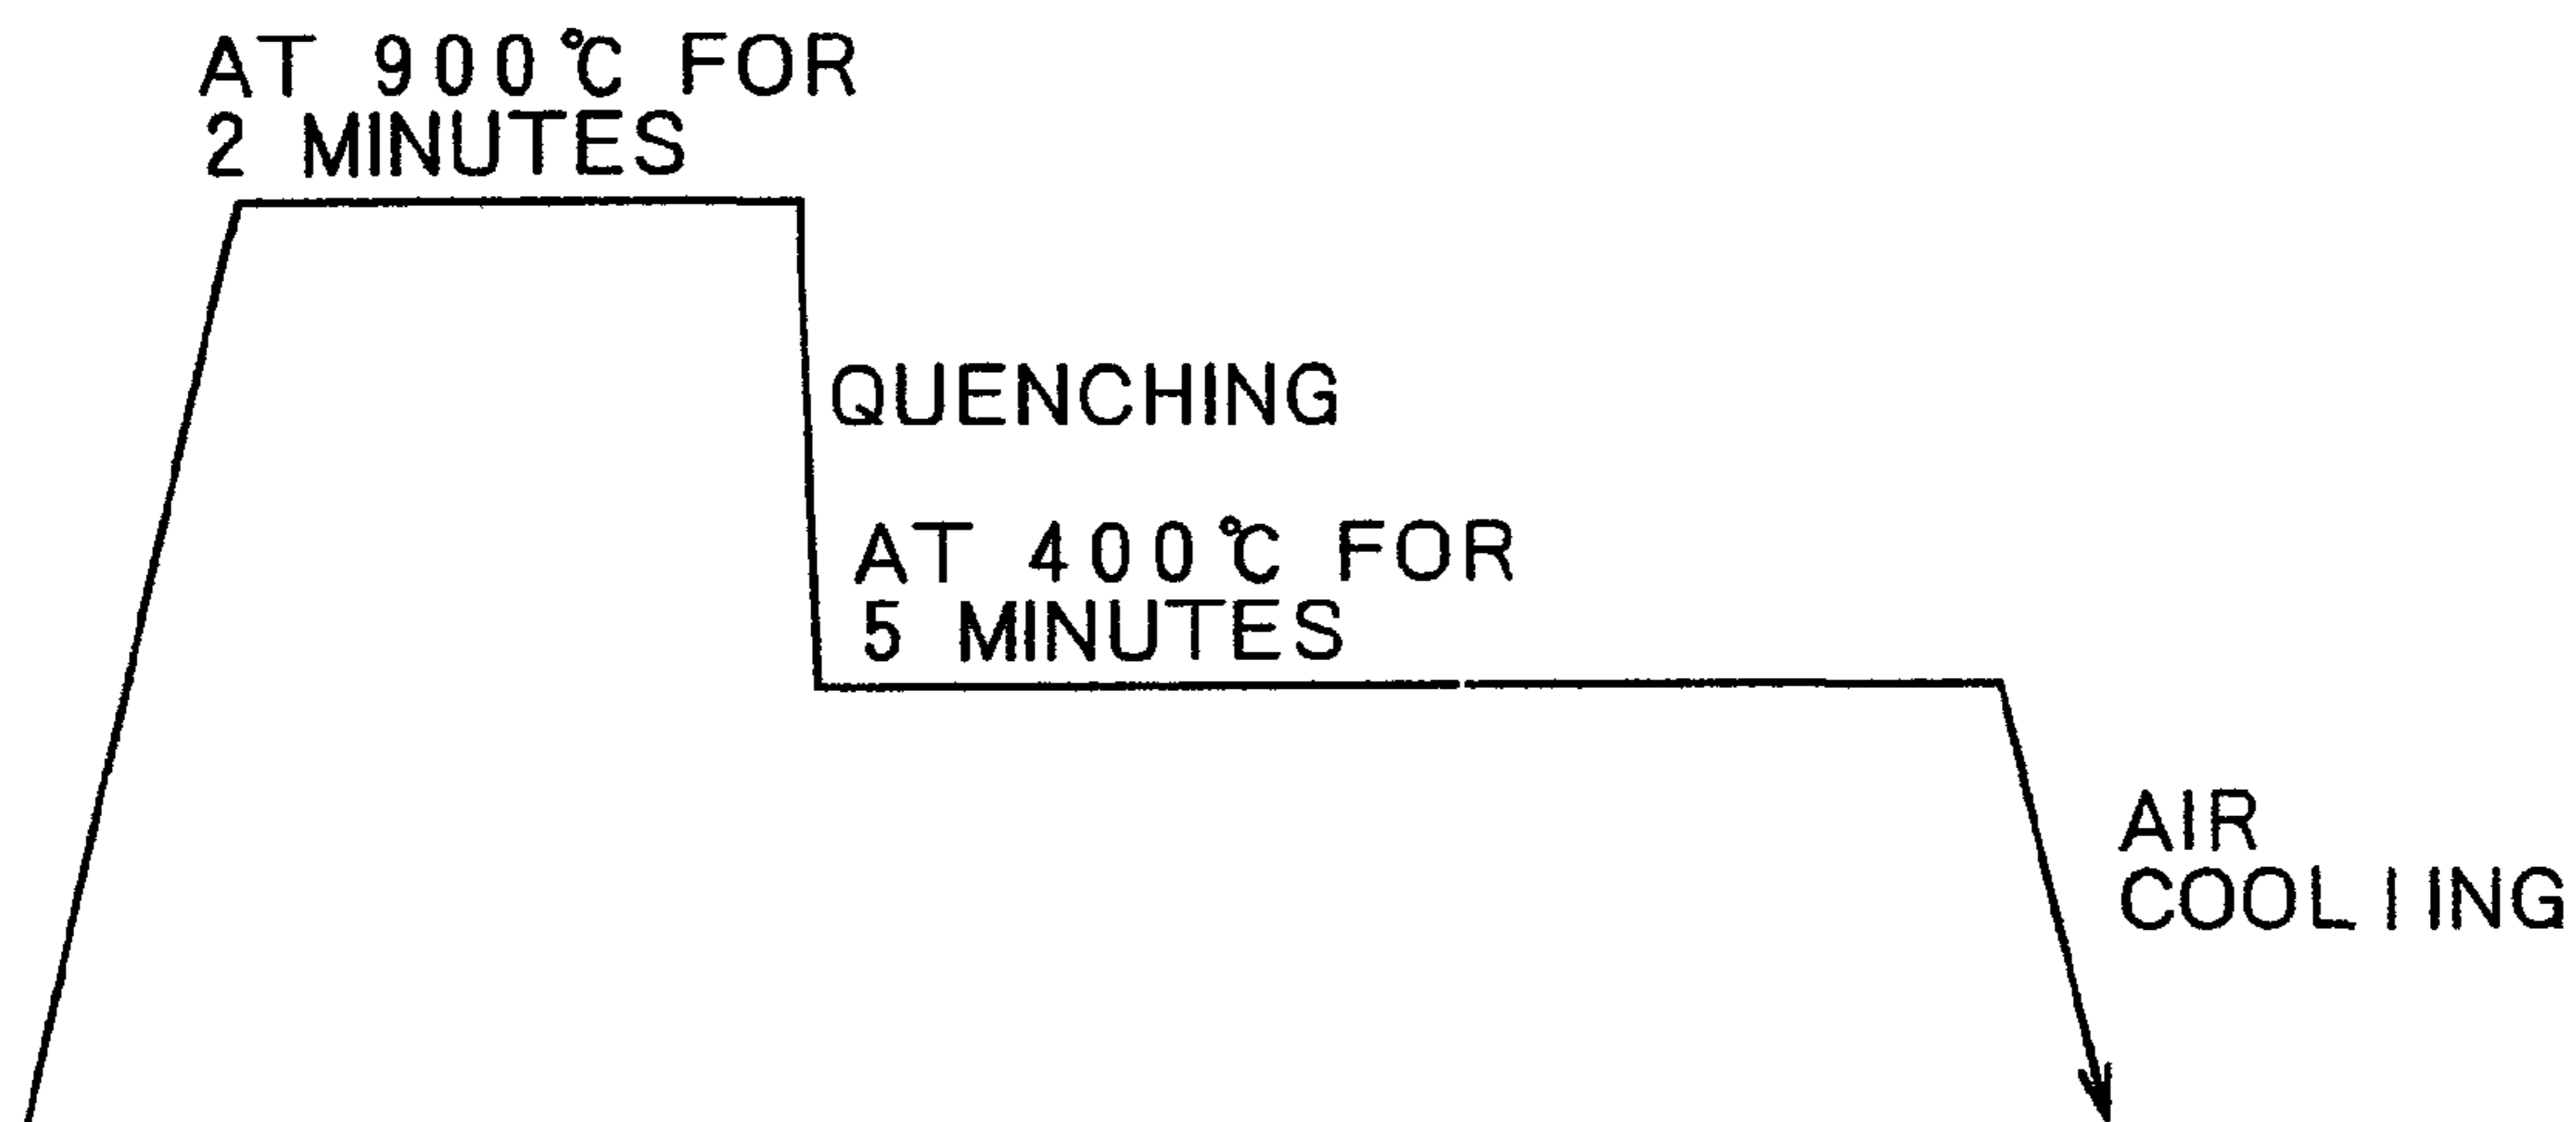 AT 900℃ FOR
2 MINUTES
QUENCHING
AT 400℃ FOR
5 MINUTES
AIR
COOLIING